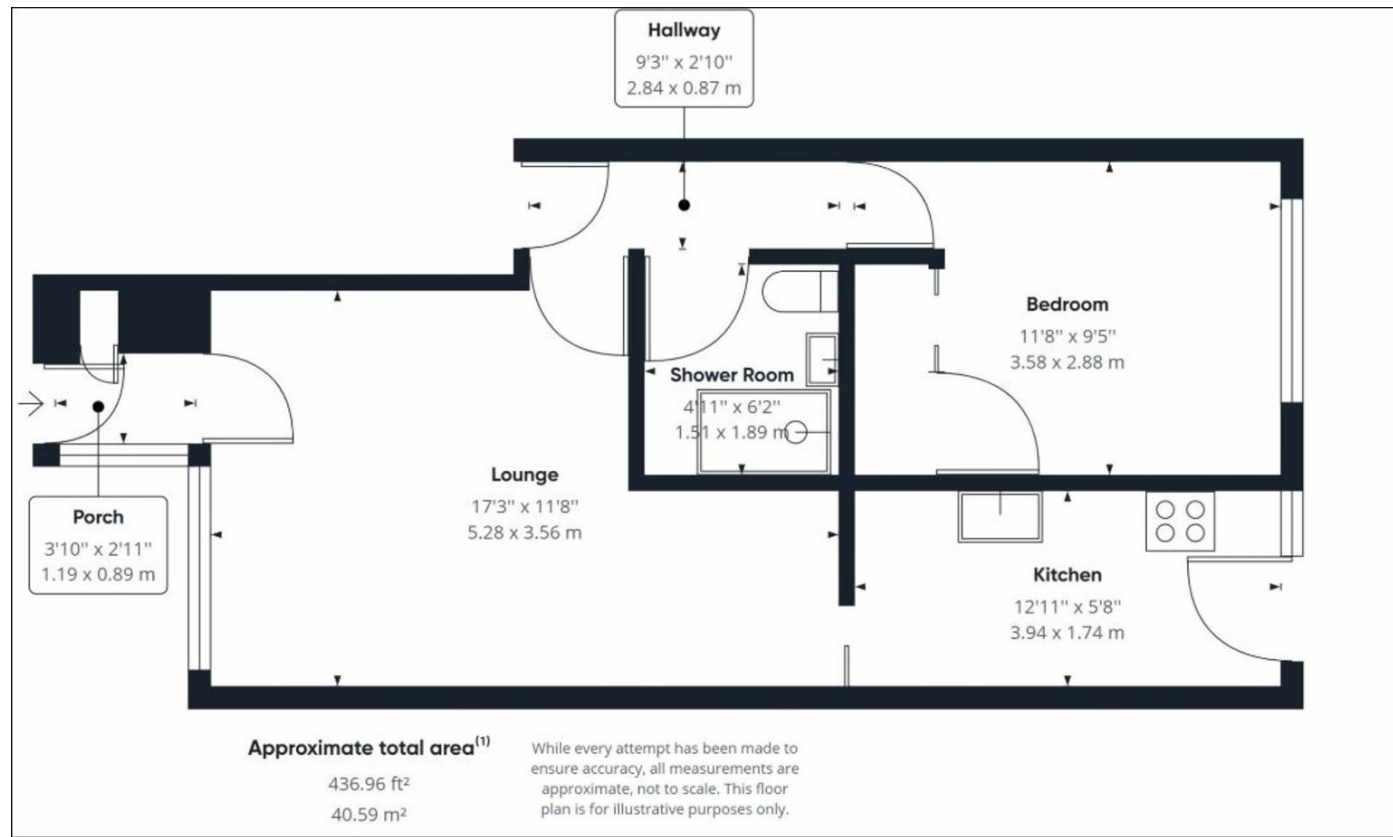 Hallway
9'3" x 2'10"
2.84 x 0.87 m
Bedroom
11'8" x 9'5"
3.58 x 2.88 m
Shower Room
4'11" x 6'2"
1.51 x 1.89 m
Lounge
17'3" x 11'8"
5.28 x 3.56 m
Porch
3'10" x 2'11"
1.19 x 0.89 m
Kitchen
12'11" x 5'8"
3.94 x 1.74 m
Approximate total area(1)
436.96 ft²
40.59 m²
While every attempt has been made to
ensure accuracy, all measurements are
approximate, not to scale. This floor
plan is for illustrative purposes only.